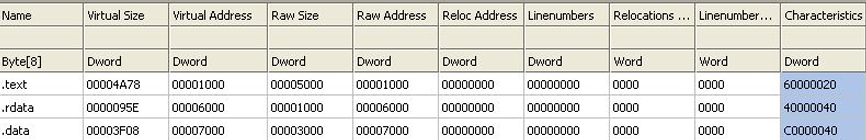 Name Virtual Size Virtual Address Raw Size Raw Address Reloc Address Linenumbers Relocations ... Linenumber... Characteristics
Byte[8] Dword Dword Dword Dword Dword Dword Word Word Dword
.text 00004A78 00001000 00005000 00001000 00000000 00000000 0000 0000 60000020
.rdata 0000095E 00006000 00001000 00006000 00000000 00000000 0000 0000 40000040
.data 00003F08 00007000 00003000 00007000 00000000 00000000 0000 0000 C0000040